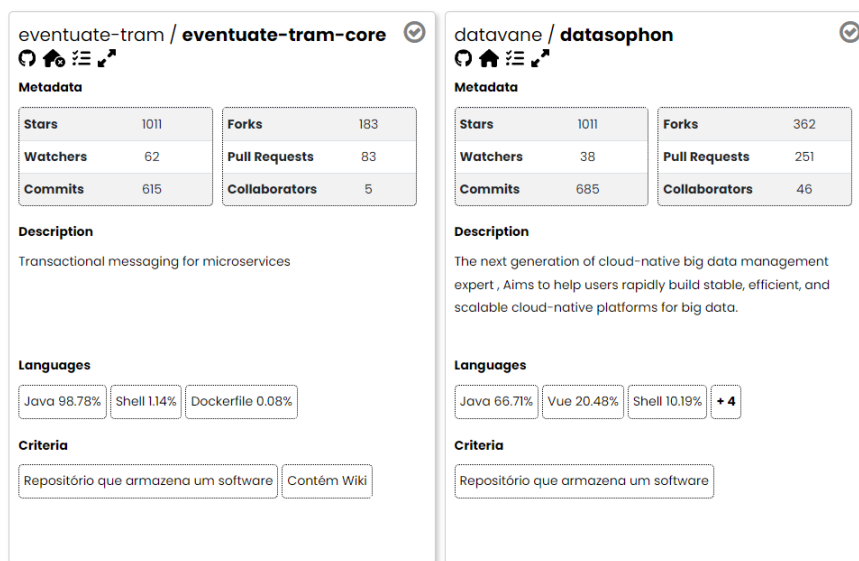 eventuate-tram / eventuate-tram-core
Metadata
Stars 1011 Forks 183
Watchers 62 Pull Requests 83
Commits 615 Collaborators 5
Description
Transactional messaging for microservices
Languages
Java 98.78% Shell 1.14% Dockerfile 0.08%
Criteria
Repositório que armazena um software Contém Wiki
datavane / datasophon
Metadata
Stars 1011 Forks 362
Watchers 38 Pull Requests 251
Commits 685 Collaborators 46
Description
The next generation of cloud-native big data management
expert , Aims to help users rapidly build stable, efficient, and
scalable cloud-native platforms for big data.
Languages
Java 66.71% Vue 20.48% Shell 10.19% + 4
Criteria
Repositório que armazena um software